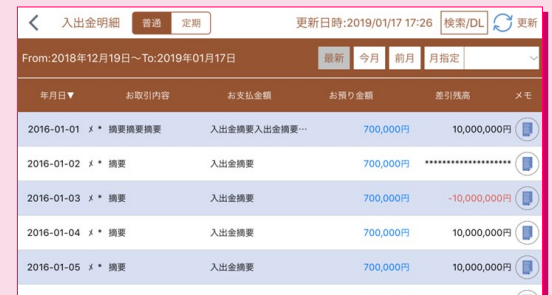 入出金明細 普通 定期 更新日時:2019/01/17 17:26 検索/DL 更新
From:2018年12月19日～To:2019年01月17日 最新 今月 前月 月指定
年月日▼ お取引内容 お支払金額 お預り金額 差引残高 メモ
2016-01-01 メ * 摘要摘要摘要 入出金摘要入出金摘要… 700,000円 10,000,000円
2016-01-02 メ * 摘要 入出金摘要 700,000円 *******************
2016-01-03 メ * 摘要 入出金摘要 700,000円 -10,000,000円
2016-01-04 メ * 摘要 入出金摘要 700,000円 10,000,000円
2016-01-05 メ * 摘要 入出金摘要 700,000円 10,000,000円